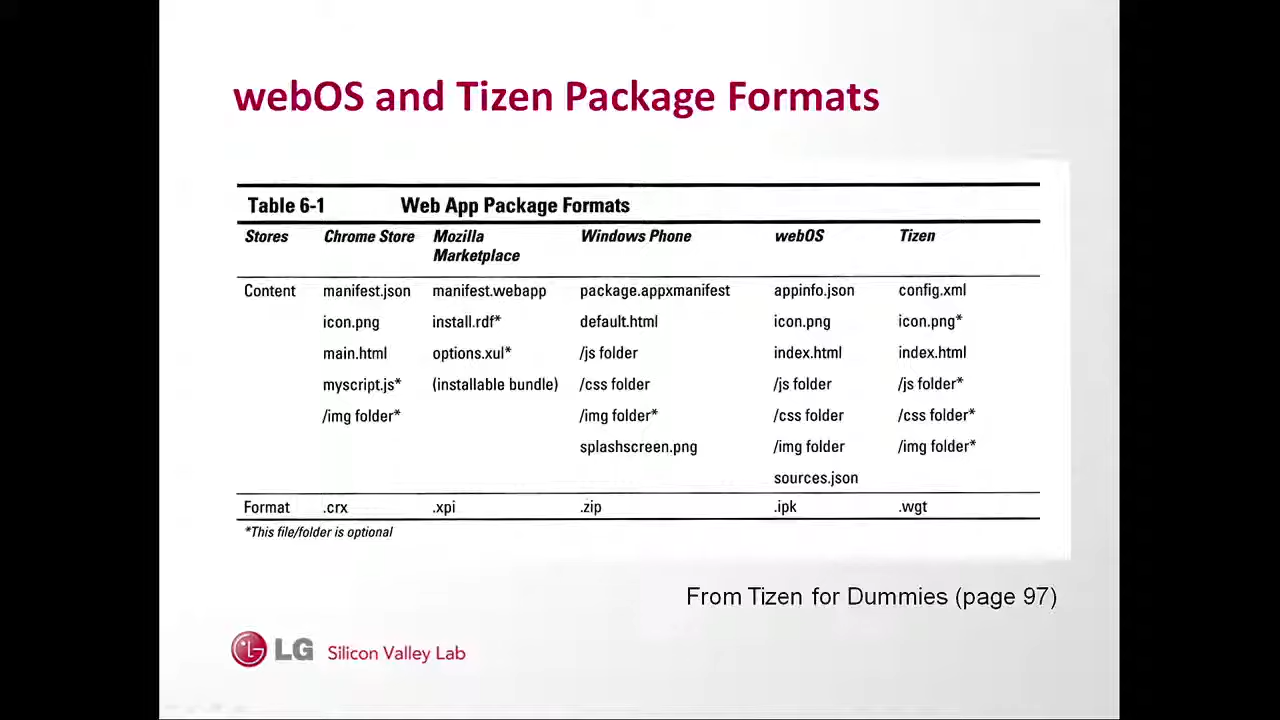 webOS and Tizen Package Formats
Table 6-1 Web App Package Formats
Stores Chrome Store Mozilla Marketplace Windows Phone webOS Tizen
Content manifest.json manifest.webapp package.appxmanifest appinfo.json config.xml
icon.png install.rdf* default.html icon.png icon.png*
main.html options.xul* /js folder index.html index.html
myscript.js* (installable bundle) /css folder /js folder /js folder*
/img folder* /img folder* /css folder /css folder*
splashscreen.png /img folder /img folder*
sources.json
Format .crx .xpi .zip .ipk .wgt
*This file/folder is optional
From Tizen for Dummies (page 97)
LG Silicon Valley Lab